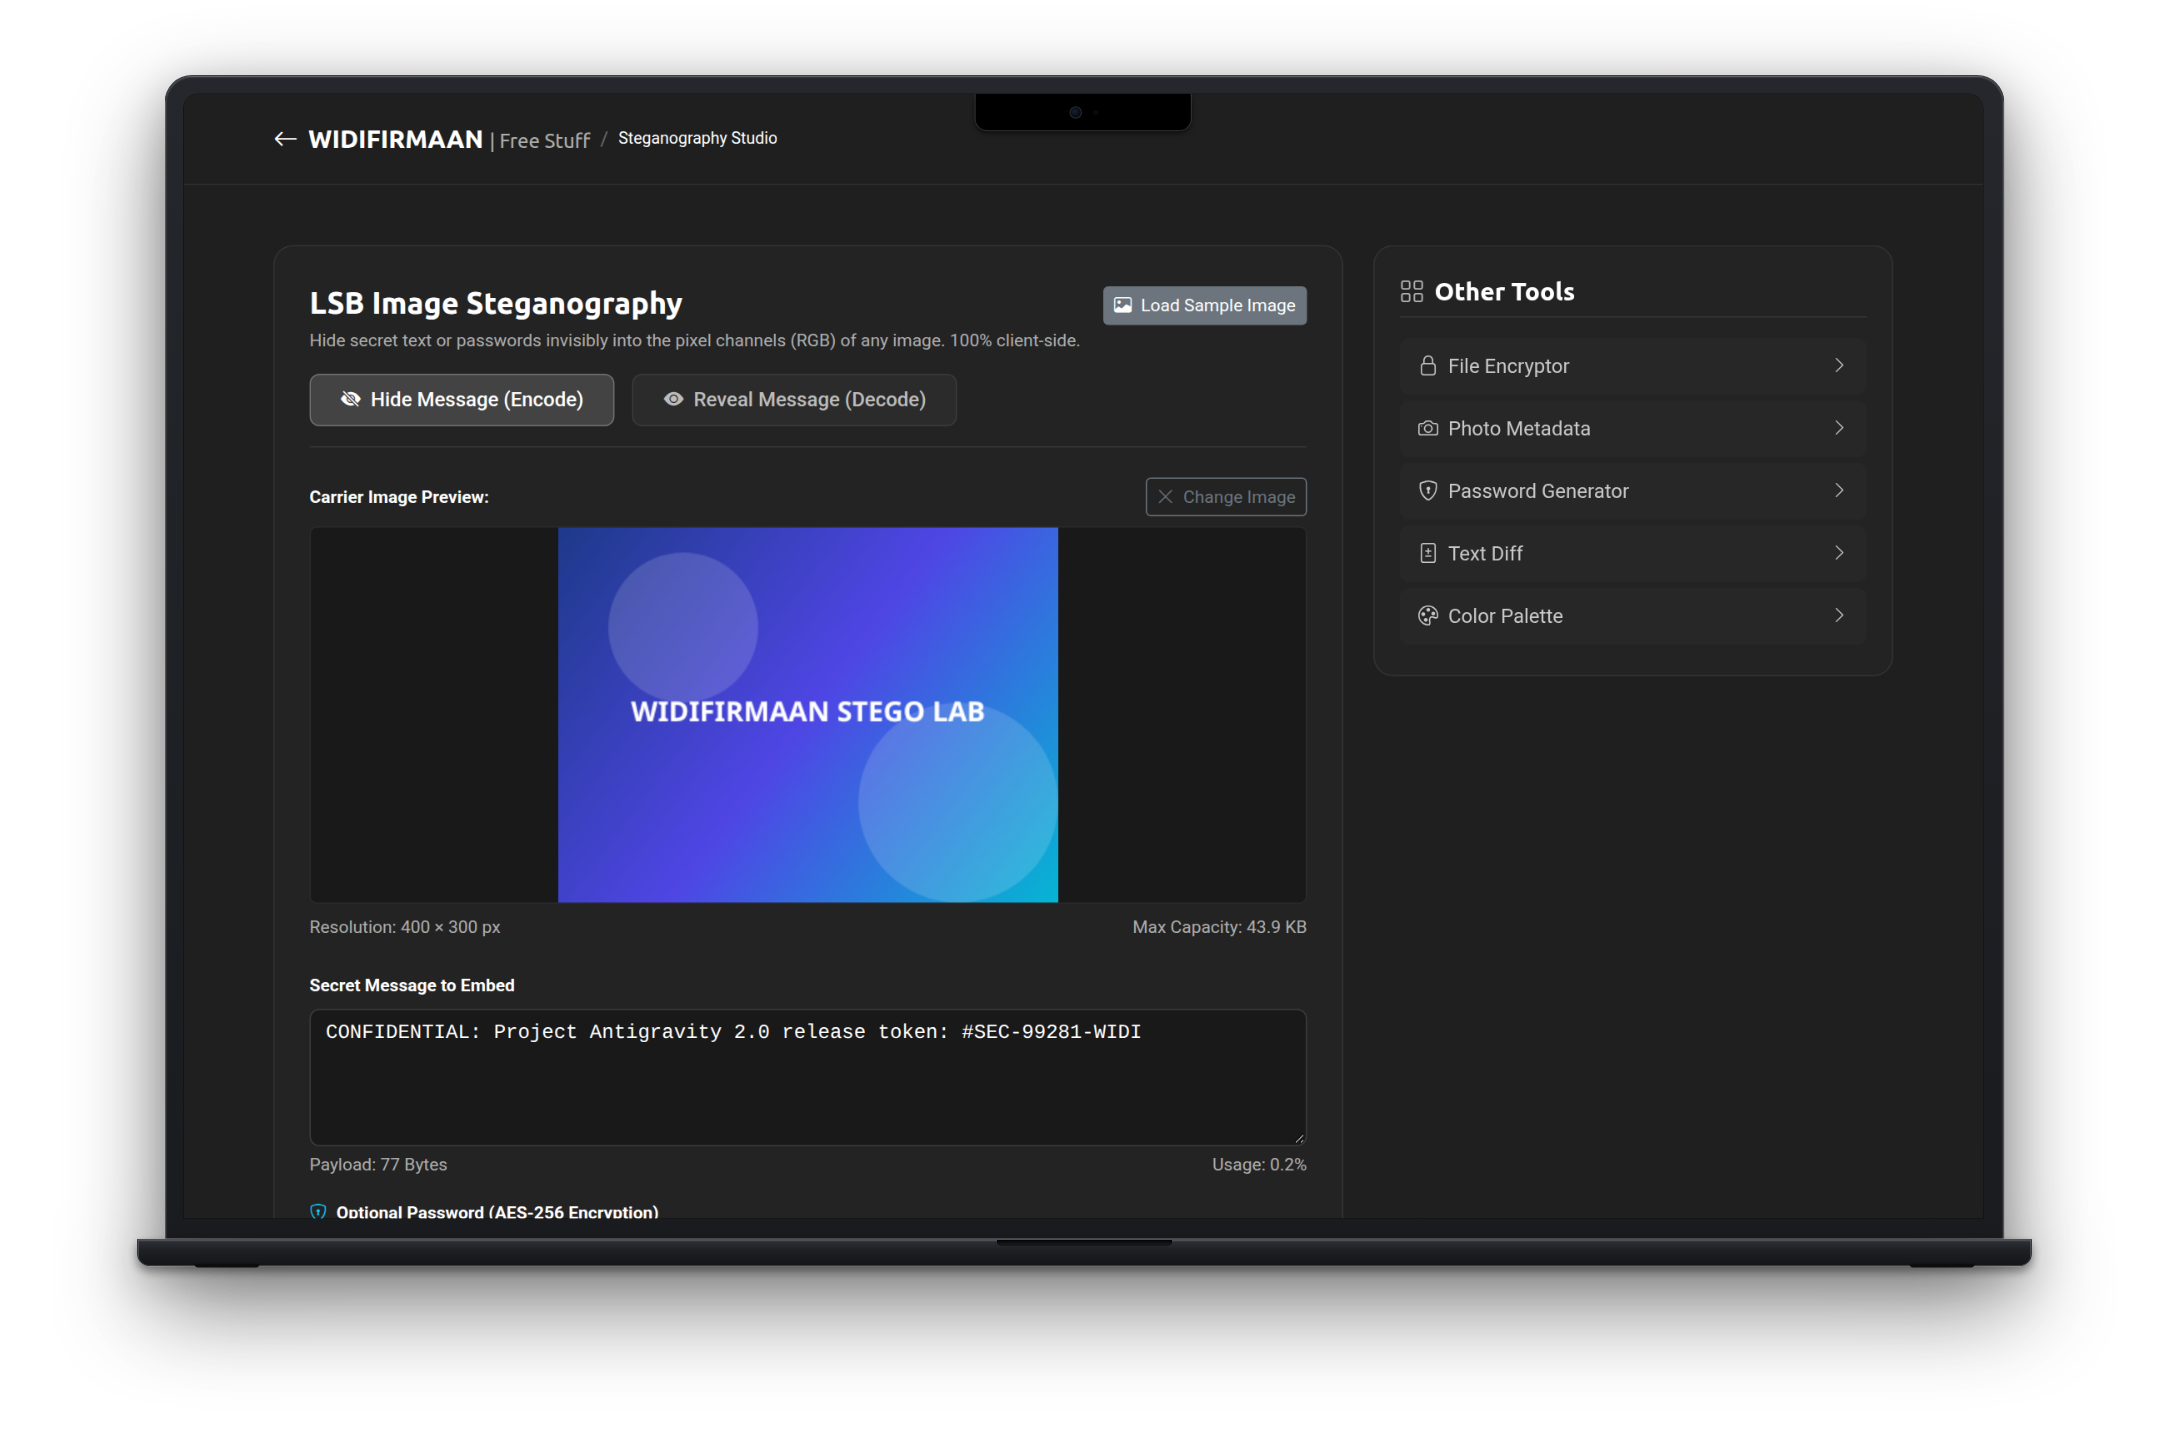 WIDIFIRMAAN | Free Stuff / Steganography Studio
LSB Image Steganography
Load Sample Image
Hide secret text or passwords invisibly into the pixel channels (RGB) of any image. 100% client-side.
Hide Message (Encode)
Reveal Message (Decode)
Carrier Image Preview:
Change Image
WIDIFIRMAAN STEGO LAB
Resolution: 400 × 300 px
Max Capacity: 43.9 KB
Secret Message to Embed
CONFIDENTIAL: Project Antigravity 2.0 release token: #SEC-99281-WIDI
Payload: 77 Bytes
Usage: 0.2%
Optional Password (AES-256 Encryption)
Other Tools
File Encryptor
Photo Metadata
Password Generator
Text Diff
Color Palette